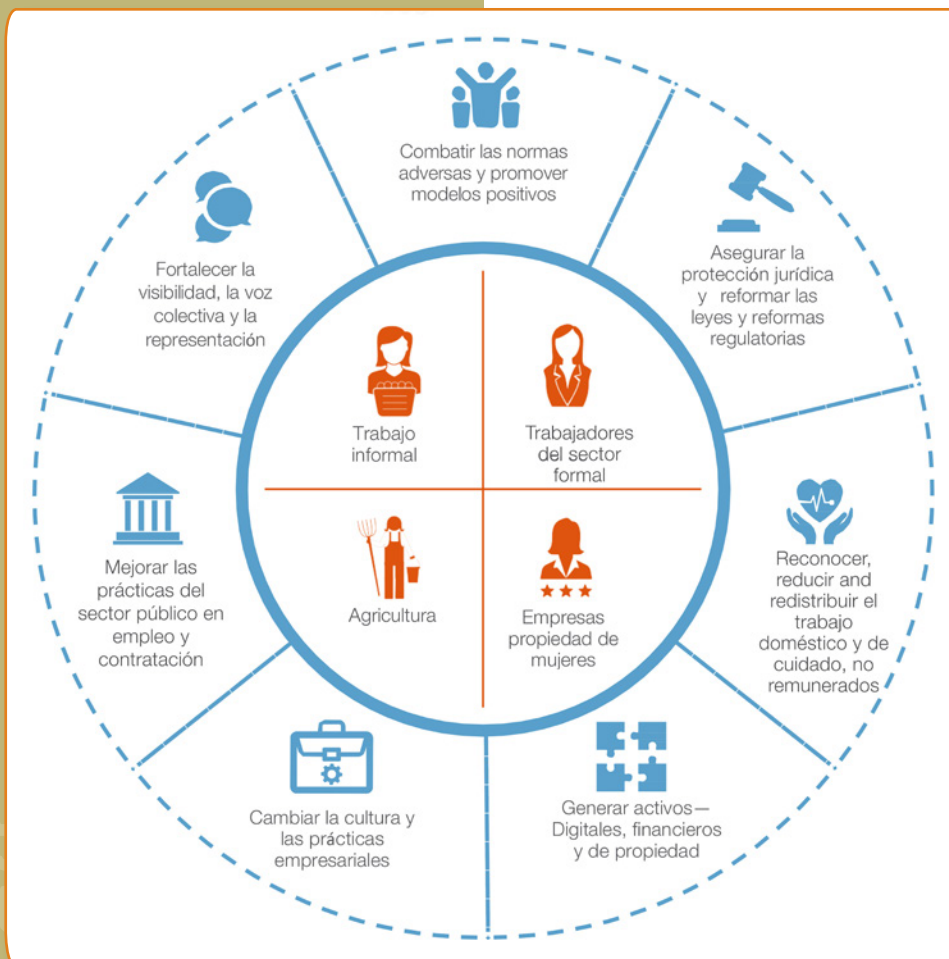 Combatir las normas
adversas y promover
modelos positivos
Asegurar la
protección jurídica
y reformar las
leyes y reformas
regulatorias
Reconocer,
reducir and
redistribuir el
trabajo
doméstico y de
cuidado, no
remunerados
Generar activos—
Digitales, financieros
y de propiedad
Cambiar la cultura y
las prácticas
empresariales
Mejorar las
prácticas del
sector público en
empleo y
contratación
Fortalecer la
visibilidad, la voz
colectiva y la
representación
Trabajo
informal
Trabajadores
del sector
formal
Agricultura
Empresas
propiedad de
mujeres